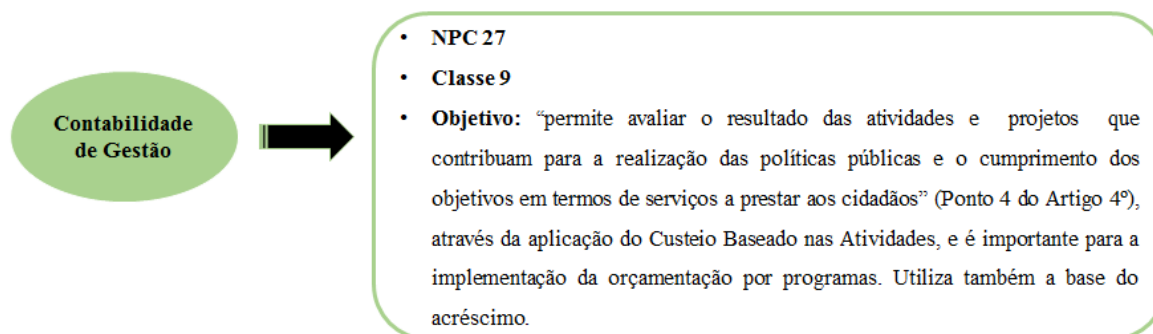 Contabilidade
de Gestão
• NPC 27
• Classe 9
• Objetivo: “permite avaliar o resultado das atividades e projetos que
contribuam para a realização das políticas públicas e o cumprimento dos
objetivos em termos de serviços a prestar aos cidadãos” (Ponto 4 do Artigo 4º),
através da aplicação do Custeio Baseado nas Atividades, e é importante para a
implementação da orçamentação por programas. Utiliza também a base do
acréscimo.